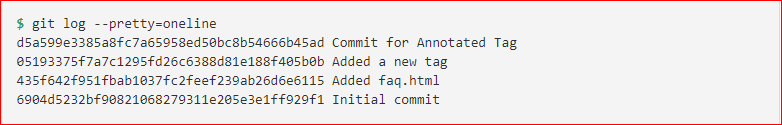 $ git log --pretty=oneline
d5a599e3385a8fc7a65958ed50bc8b54666b45ad Commit for Annotated Tag
05193375f7a7c1295fd26c6388d81e188f405b0b Added a new tag
435f642f951fbab1037fc2feef239ab26d6e6115 Added faq.html
6904d5232bf90821068279311e205e3e1ff929f1 Initial commit